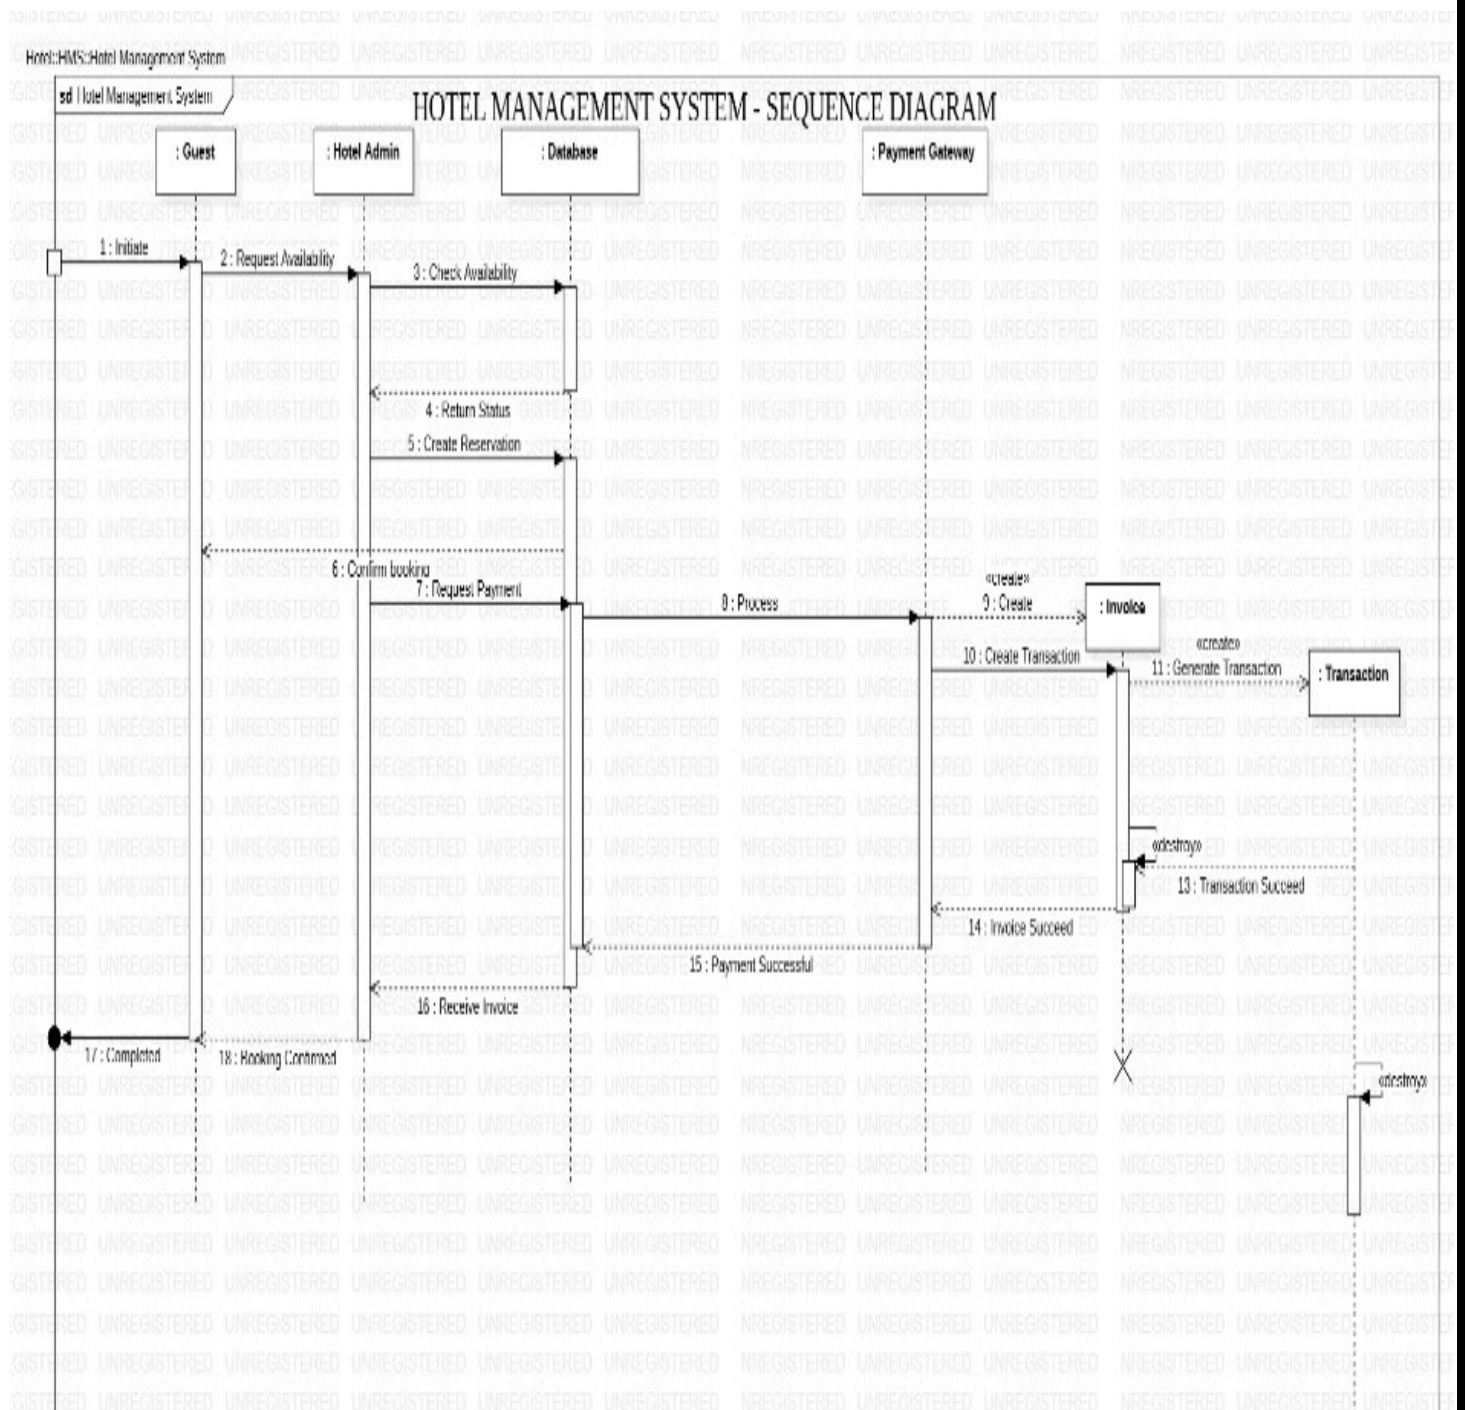 Hotel::HMS::Hotel Management System
sd Hotel Management System
HOTEL MANAGEMENT SYSTEM - SEQUENCE DIAGRAM
: Guest
: Hotel Admin
: Database
: Payment Gateway
1 : Initiate
2 : Request Availability
3 : Check Availability
4 : Return Status
5 : Create Reservation
6 : Confirm booking
7 : Request Payment
8 : Process
«create»
9 : Create
: Invoice
10 : Create Transaction
«create»
11 : Generate Transaction
: Transaction
«destroy»
13 : Transaction Succeed
14 : Invoice Succeed
15 : Payment Successful
16 : Receive Invoice
17 : Completed
18 : Booking Confirmed
«destroy»
UNREGISTERED